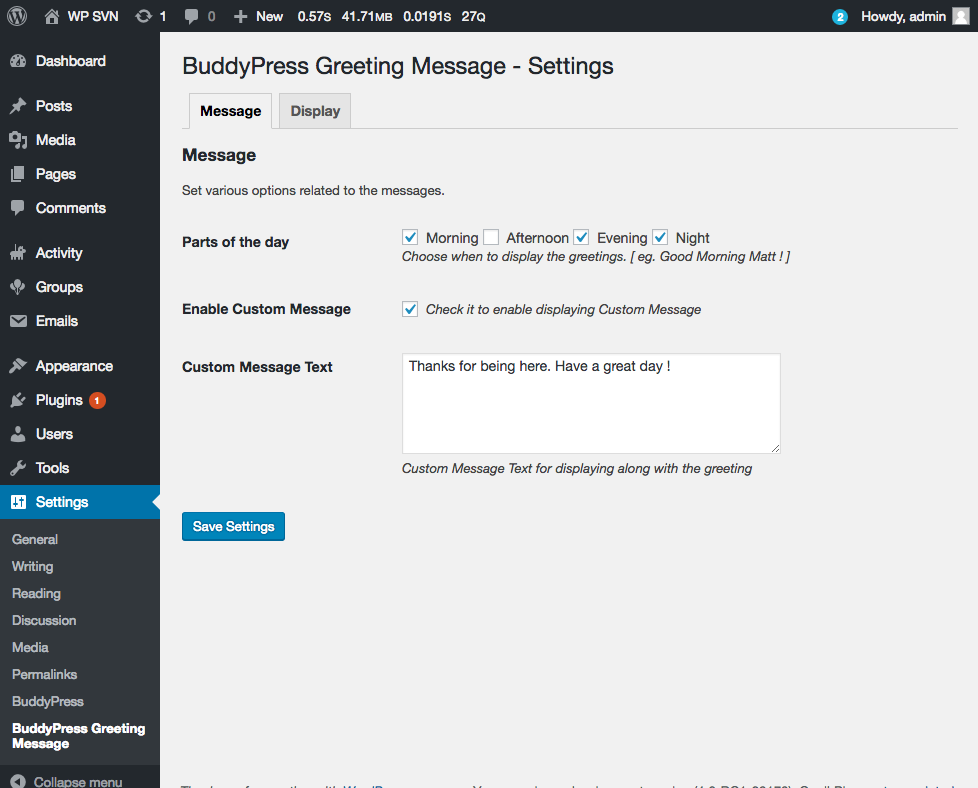 WP SVN 1 0 New 0.57S 41.71MB 0.0191S 27Q 2 Howdy, admin
Dashboard
Posts
Media
Pages
Comments
Activity
Groups
Emails
Appearance
Plugins 1
Users
Tools
Settings
General
Writing
Reading
Discussion
Media
Permalinks
BuddyPress
BuddyPress Greeting
Message
Collapse menu
BuddyPress Greeting Message - Settings
Message Display
Message
Set various options related to the messages.
Parts of the day Morning Afternoon Evening Night
Choose when to display the greetings. [ eg. Good Morning Matt ! ]
Enable Custom Message Check it to enable displaying Custom Message
Custom Message Text Thanks for being here. Have a great day !
Custom Message Text for displaying along with the greeting
Save Settings